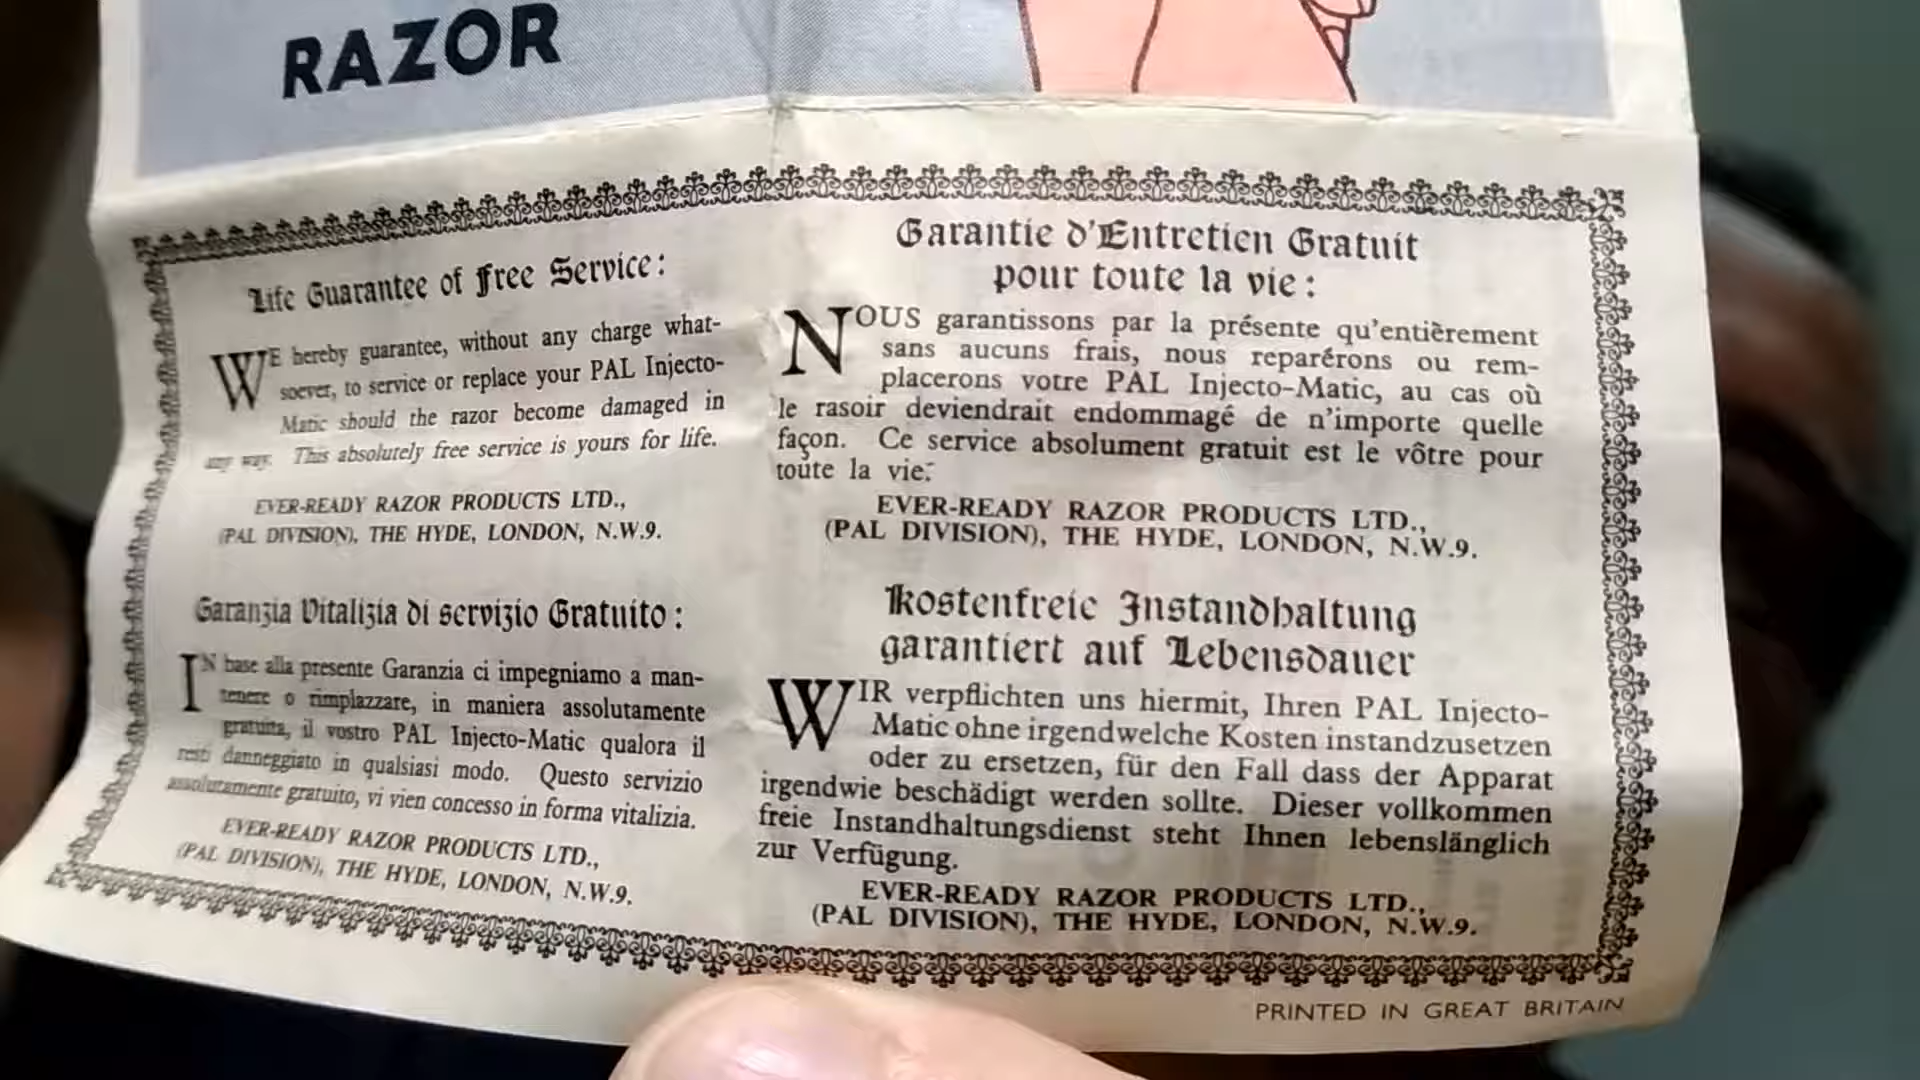 RAZOR
Life Guarantee of Free Service:
WE hereby guarantee, without any charge what-
soever, to service or replace your PAL Injecto-
Matic should the razor become damaged in
any way. This absolutely free service is yours for life.
EVER-READY RAZOR PRODUCTS LTD.,
(PAL DIVISION), THE HYDE, LONDON, N.W.9.
Garantie d'Entretien Gratuit
pour toute la vie:
NOUS garantissons par la présente qu'entièrement
sans aucuns frais, nous reparérons ou rem-
placerons votre PAL Injecto-Matic, au cas où
le rasoir deviendrait endommagé de n'importe quelle
façon. Ce service absolument gratuit est le vôtre pour
toute la vie.
EVER-READY RAZOR PRODUCTS LTD.,
(PAL DIVISION), THE HYDE, LONDON, N.W.9.
Garanzia Vitalizia di servizio Gratuito:
IN base alla presente Garanzia ci impegniamo a man-
tenere o rimplazzare, in maniera assolutamente
gratuita, il vostro PAL Injecto-Matic qualora il
resti danneggiato in qualsiasi modo. Questo servizio
assolutamente gratuito, vi vien concesso in forma vitalizia.
EVER-READY RAZOR PRODUCTS LTD.,
(PAL DIVISION), THE HYDE, LONDON, N.W.9.
Kostenfreie Instandhaltung
garantiert auf Lebensdauer
WIR verpflichten uns hiermit, Ihren PAL Injecto-
Matic ohne irgendwelche Kosten instandzusetzen
oder zu ersetzen, für den Fall dass der Apparat
irgendwie beschädigt werden sollte. Dieser vollkommen
freie Instandhaltungsdienst steht Ihnen lebenslänglich
zur Verfügung.
EVER-READY RAZOR PRODUCTS LTD.,
(PAL DIVISION), THE HYDE, LONDON, N.W.9.
PRINTED IN GREAT BRITAIN